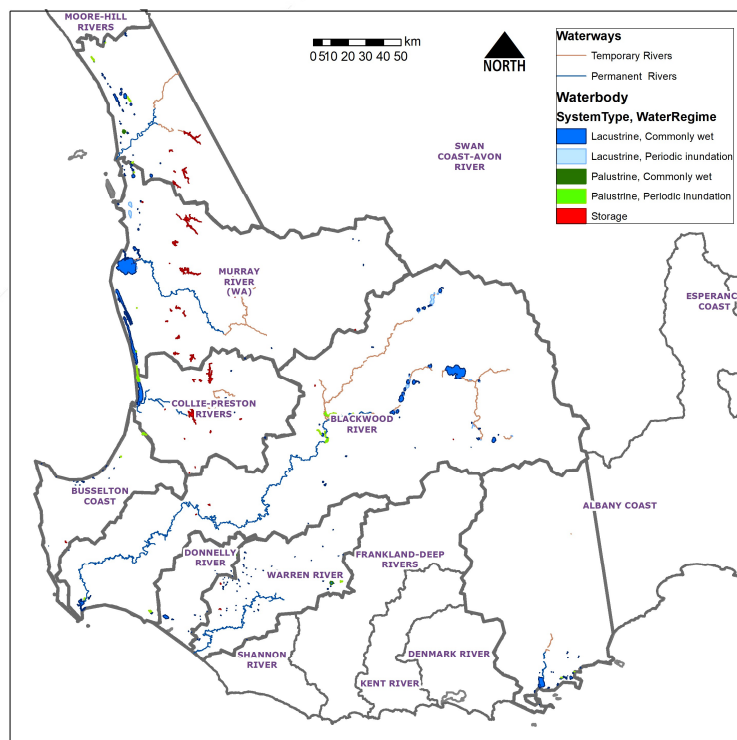 MOORE-HILL
RIVERS
km
0 5 10 20 30 40 50
NORTH
Waterways
Temporary Rivers
Permanent Rivers
Waterbody
SystemType, WaterRegime
Lacustrine, Commonly wet
Lacustrine, Periodic inundation
Palustrine, Commonly wet
Palustrine, Periodic Inundation
Storage
SWAN
COAST-AVON
RIVER
MURRAY
RIVER
(WA)
ESPERANC
COAST
COLLIE-PRESTON
RIVERS
BLACKWOOD
RIVER
BUSSELTON
COAST
ALBANY COAST
DONNELLY
RIVER
WARREN RIVER
FRANKLAND-DEEP
RIVERS
SHANNON
RIVER
DENMARK RIVER
KENT RIVER